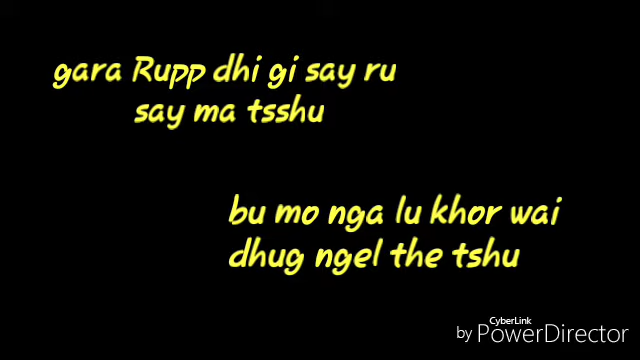 gara Rupp dhi gi say ru
say ma tsshu
bu mo nga lu khor wai
dhug ngel the tshu
CyberLink
by PowerDirector